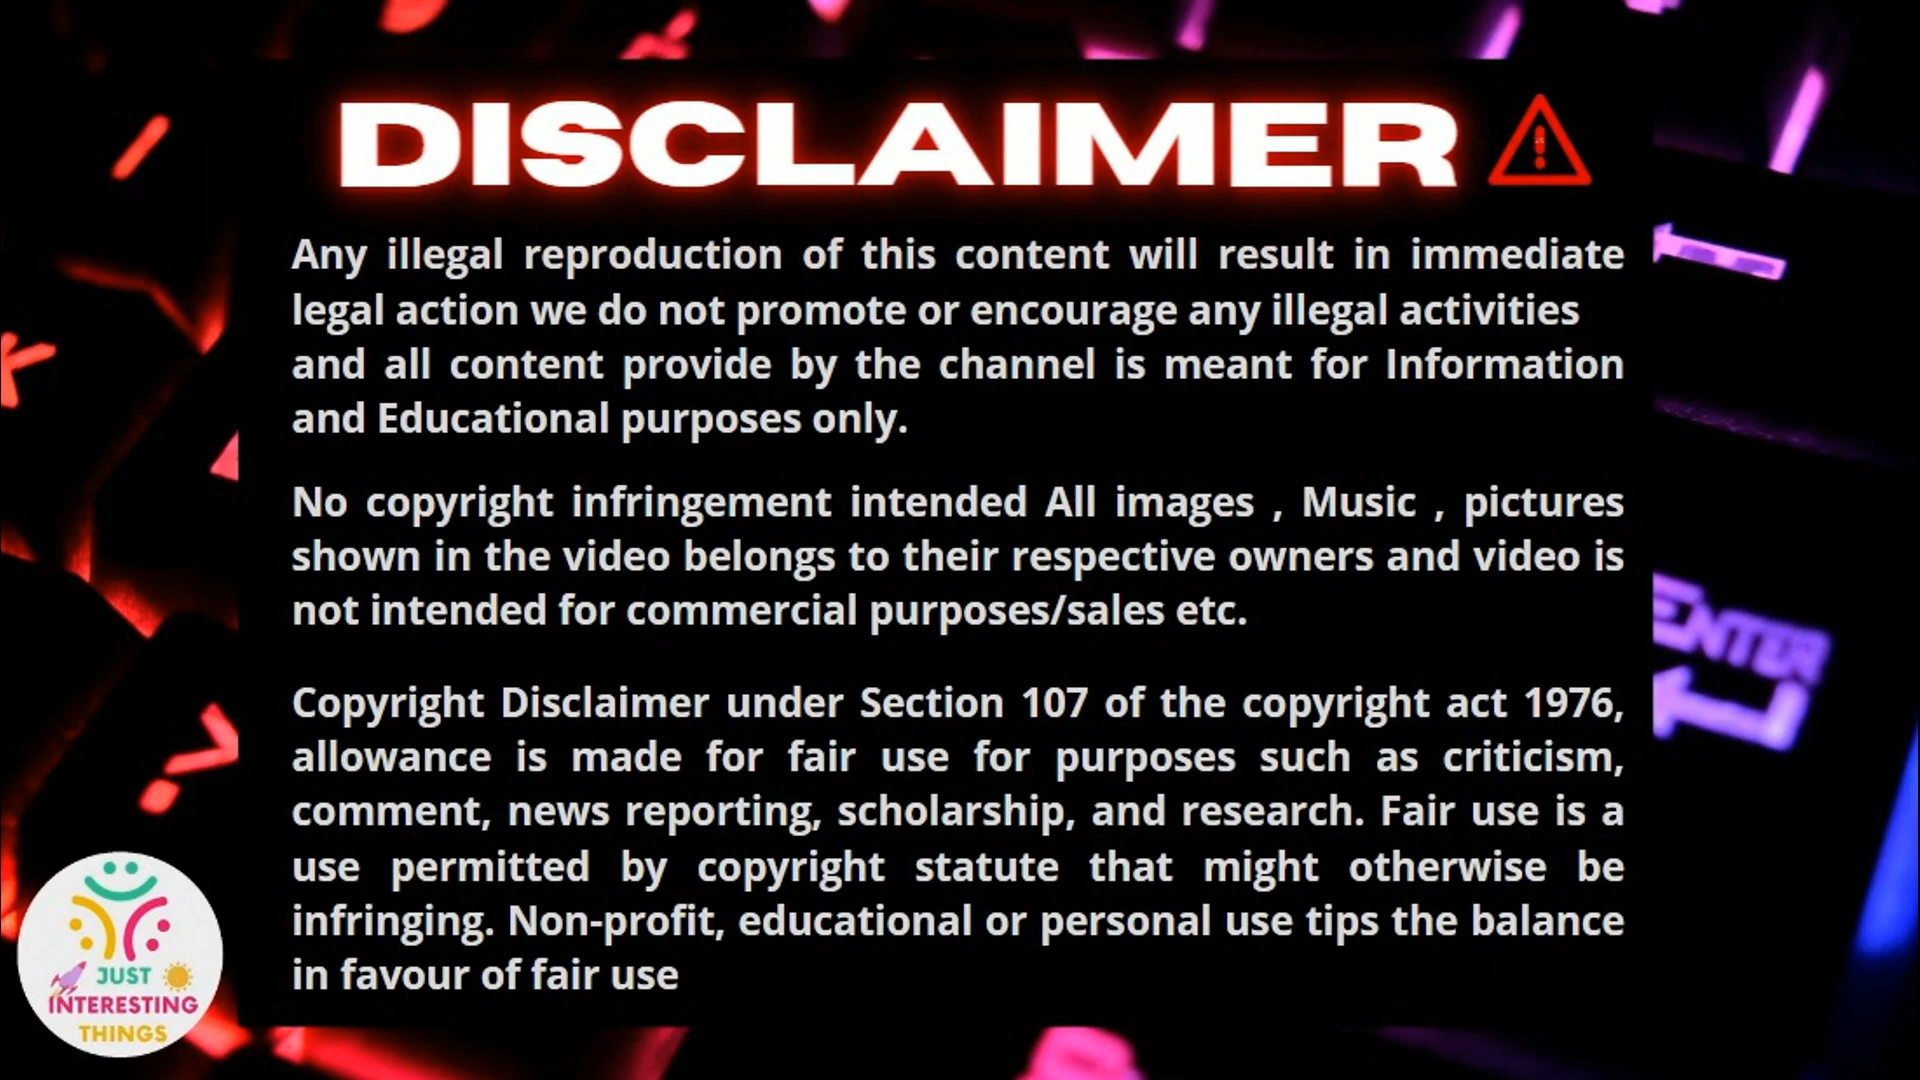 DISCLAIMER
Any illegal reproduction of this content will result in immediate
legal action we do not promote or encourage any illegal activities
and all content provide by the channel is meant for Information
and Educational purposes only.
No copyright infringement intended All images , Music , pictures
shown in the video belongs to their respective owners and video is
not intended for commercial purposes/sales etc.
Copyright Disclaimer under Section 107 of the copyright act 1976,
allowance is made for fair use for purposes such as criticism,
comment, news reporting, scholarship, and research. Fair use is a
use permitted by copyright statute that might otherwise be
infringing. Non-profit, educational or personal use tips the balance
in favour of fair use
ENTER
JUST
INTERESTING
THINGS